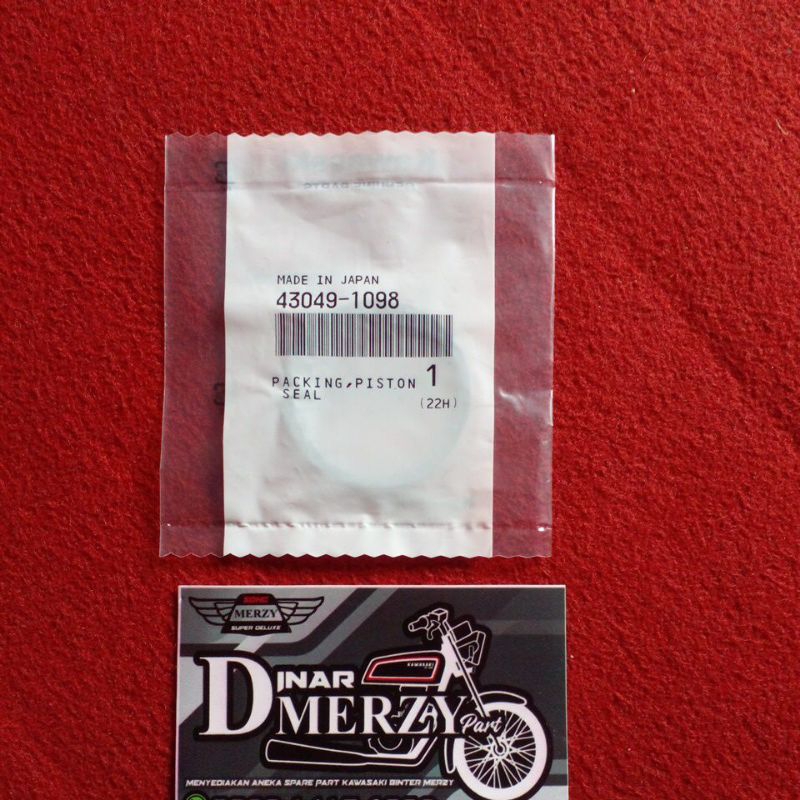 MADE IN JAPAN
43049-1098
PACKING,PISTON 1
SEAL
(22H)
MERZY
SUPER DELUXE
DINAR
MERZY Part
KAWASAKI
MENYEDIAKAN ANEKA SPARE PART KAWASAKI BINTER MERZY